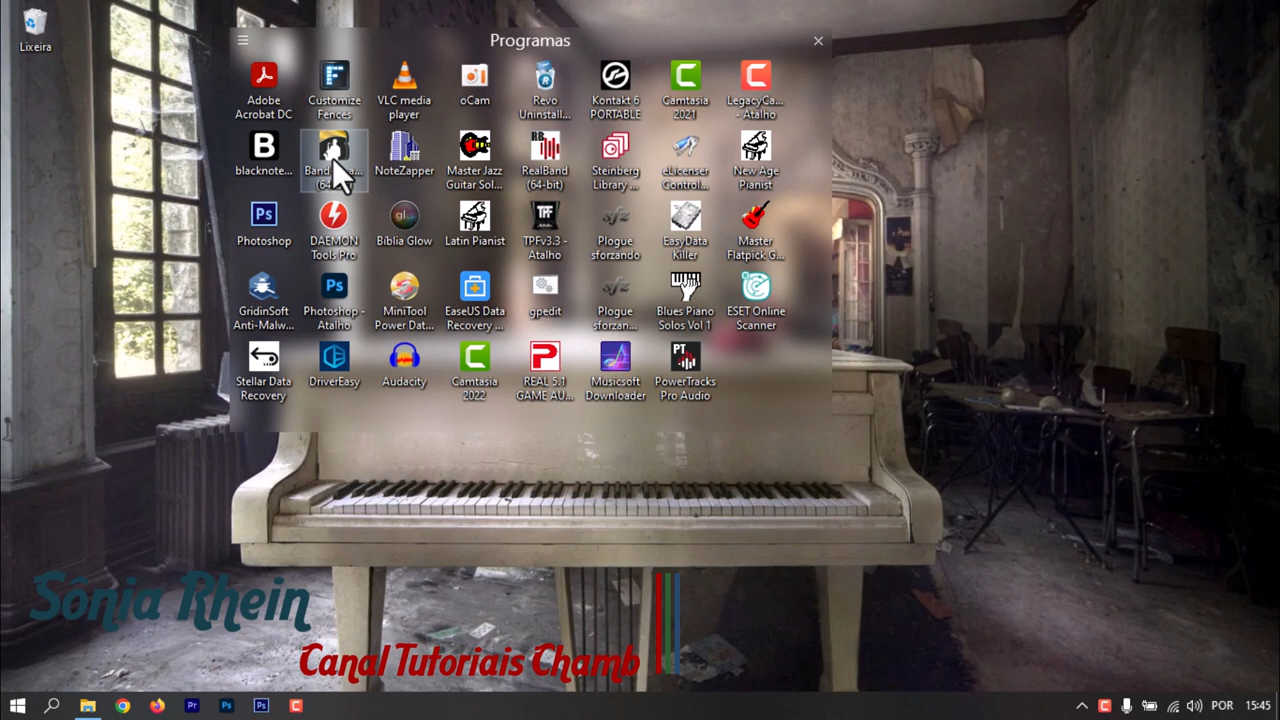 Lixeira
Programas
Adobe Acrobat DC
Customize Fences
VLC media player
oCam
Revo Uninstall...
Kontakt 6 PORTABLE
Camtasia 2021
LegacyCa... - Atalho
blacknote...
NoteZapper
Master Jazz Guitar Sol...
RealBand (64-bit)
Steinberg Library ...
eLicenser Control...
New Age Pianist
Photoshop
DAEMON Tools Pro
Bíblia Glow
Latin Pianist
TPFv3.3 - Atalho
Plogue sforzando
EasyData Killer
Master Flatpick G...
GridinSoft Anti-Malw...
Photoshop - Atalho
MiniTool Power Dat...
EaseUS Data Recovery ...
gpedit
Plogue sforzan...
Blues Piano Solos Vol 1
ESET Online Scanner
Stellar Data Recovery
DriverEasy
Audacity
Camtasia 2022
REAL 5.1 GAME AU...
Musicsoft Downloader
PowerTracks Pro Audio
Sônia Rhein
Canal Tutoriais Chamb
POR
15:45